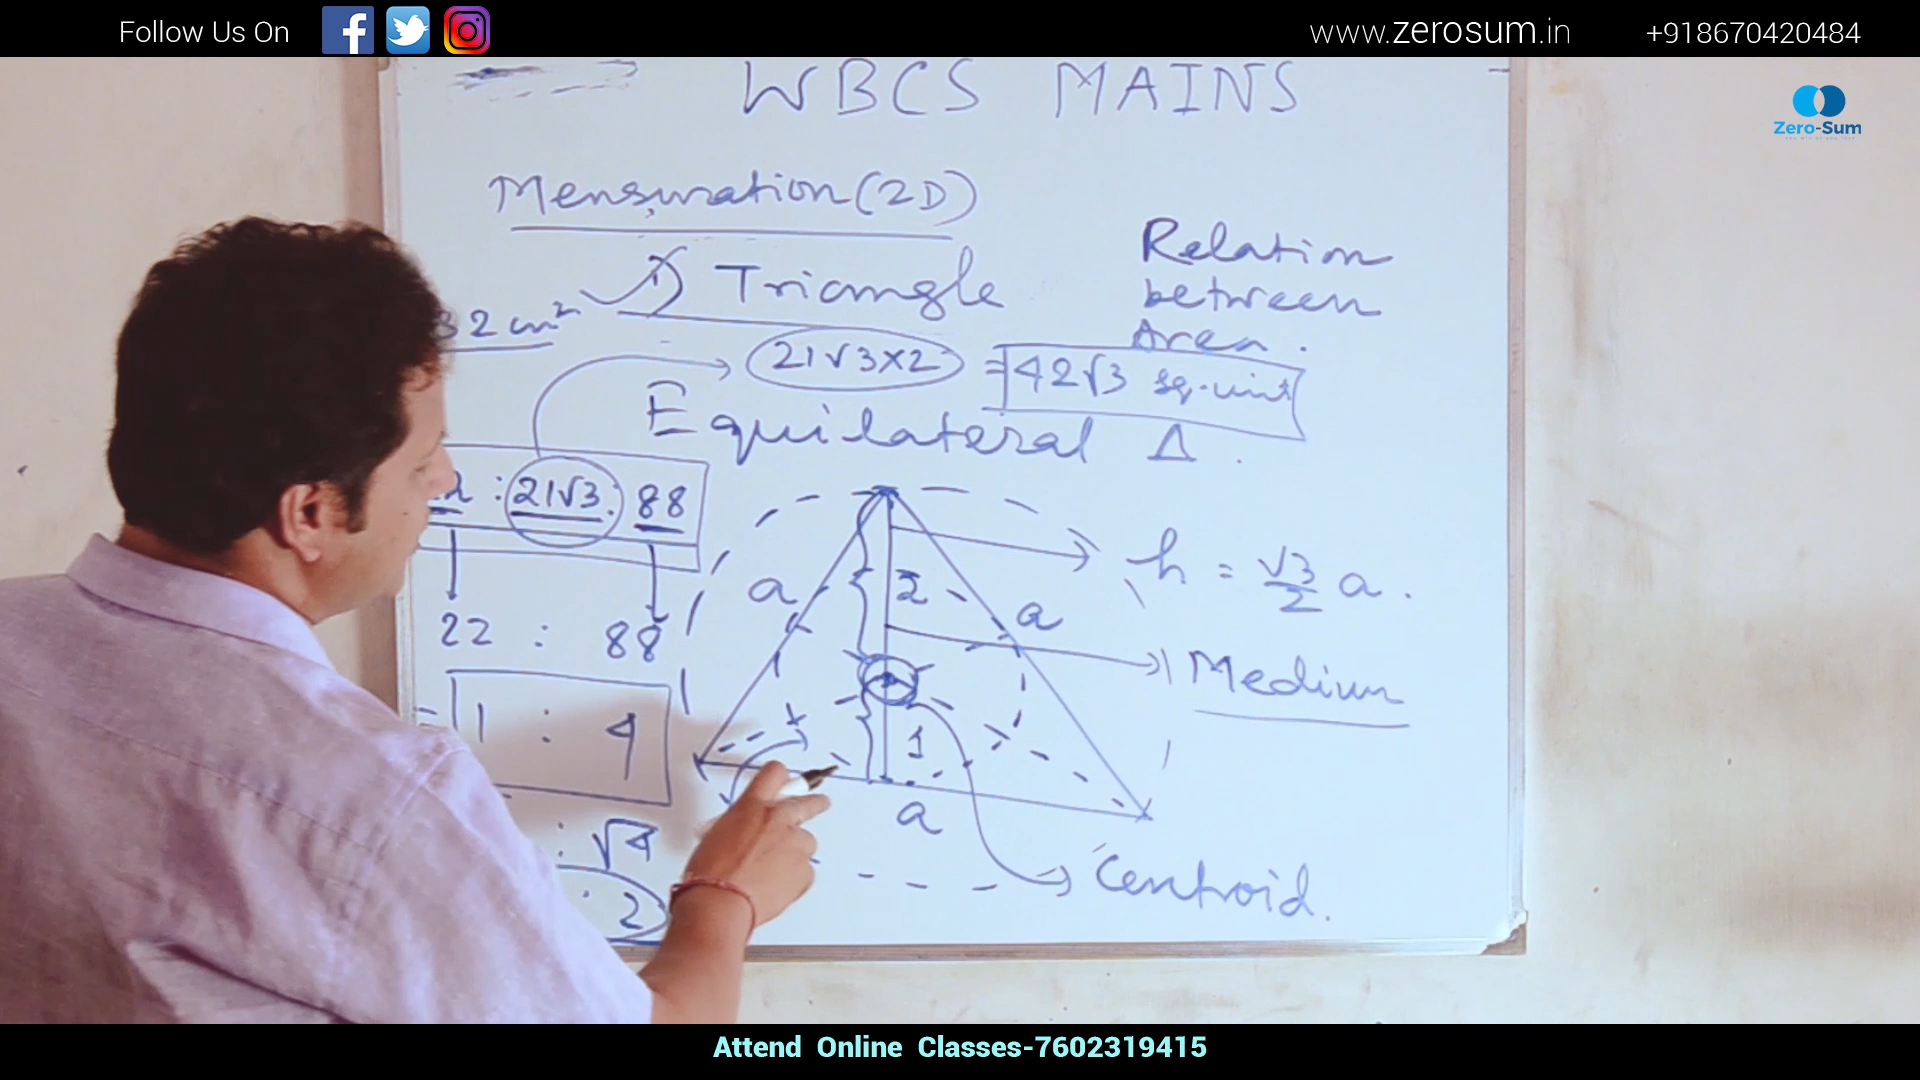 Follow Us On
www.zerosum.in
+918670420484
Zero-Sum
WBCS MAINS
Mensuration (2D)
1) Triangle
Relation
between
Area.
32 cm²
21√3×2 = 42√3 sq. unit
Equilateral Δ.
: 21√3 : 88
22 : 88
= 1 : 4
: √4
: 2
a
2
a
1
a
h = √3/2 a.
Medium
Centroid.
Attend Online Classes-7602319415